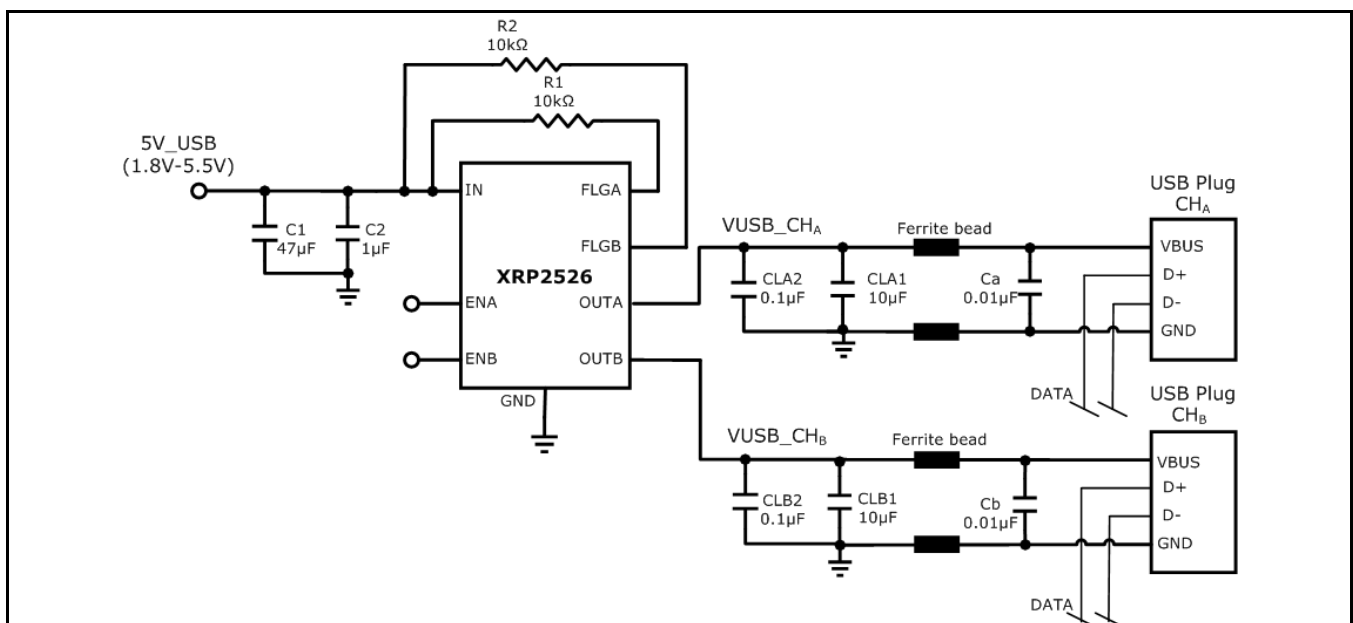 R2
10kΩ
R1
10kΩ
5V_USB
(1.8V-5.5V)
C1
47µF
C2
1µF
IN
FLGA
FLGB
XRP2526
ENA
OUTA
ENB
OUTB
GND
VUSB_CHA
Ferrite bead
CLA2
0.1µF
CLA1
10µF
Ca
0.01µF
USB Plug
CHA
VBUS
D+
D-
GND
DATA
VUSB_CHB
Ferrite bead
CLB2
0.1µF
CLB1
10µF
Cb
0.01µF
USB Plug
CHB
VBUS
D+
D-
GND
DATA